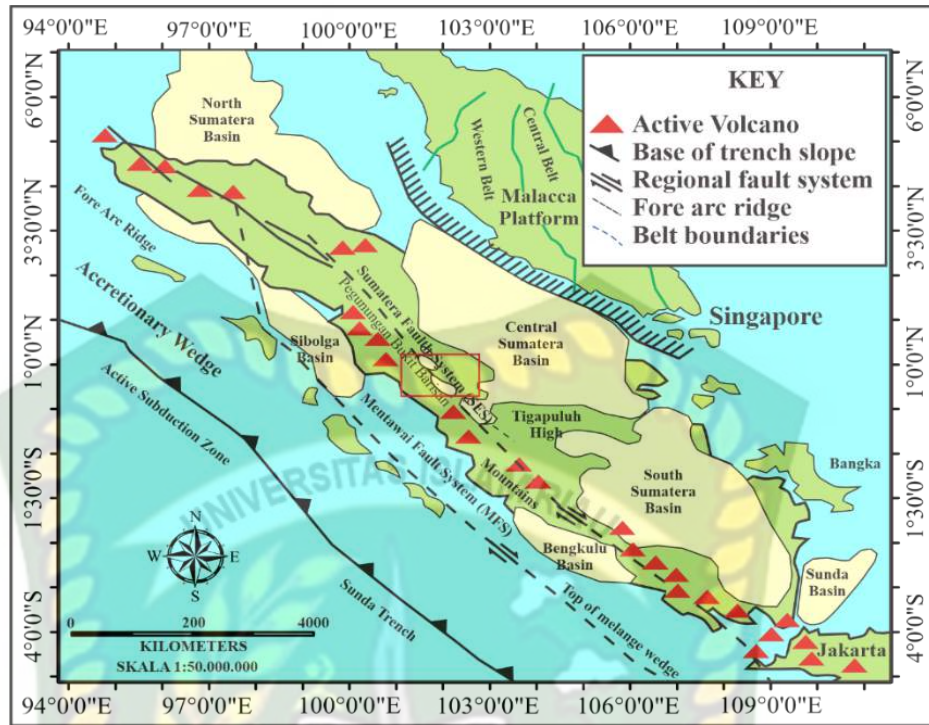 94°0'0"E
97°0'0"E
100°0'0"E
103°0'0"E
106°0'0"E
109°0'0"E
6°0'0"N
3°30'0"N
1°0'0"N
1°30'0"S
4°0'0"S
KEY
Active Volcano
Base of trench slope
Regional fault system
Fore arc ridge
Belt boundaries
North
Sumatera
Basin
Western Belt
Central Belt
Malacca
Platform
Fore Arc Ridge
Accretionary Wedge
Active Subduction Zone
Sibolga
Basin
Sumatera Fault System (SFS)
Pegunungan Bukit Barisan
Central
Sumatera
Basin
Singapore
Tigapuluh
High
Mentawai Fault System (MFS)
Mountains
South
Sumatera
Basin
Bangka
UNIVERSITAS
Bengkulu
Basin
Sunda
Basin
N
W
E
S
0
200
4000
KILOMETERS
SKALA 1:50.000.000
Sunda Trench
Top of melange wedge
Jakarta
6°0'0"N
3°30'0"N
1°0'0"N
1°30'0"S
4°0'0"S
94°0'0"E
97°0'0"E
100°0'0"E
103°0'0"E
106°0'0"E
109°0'0"E